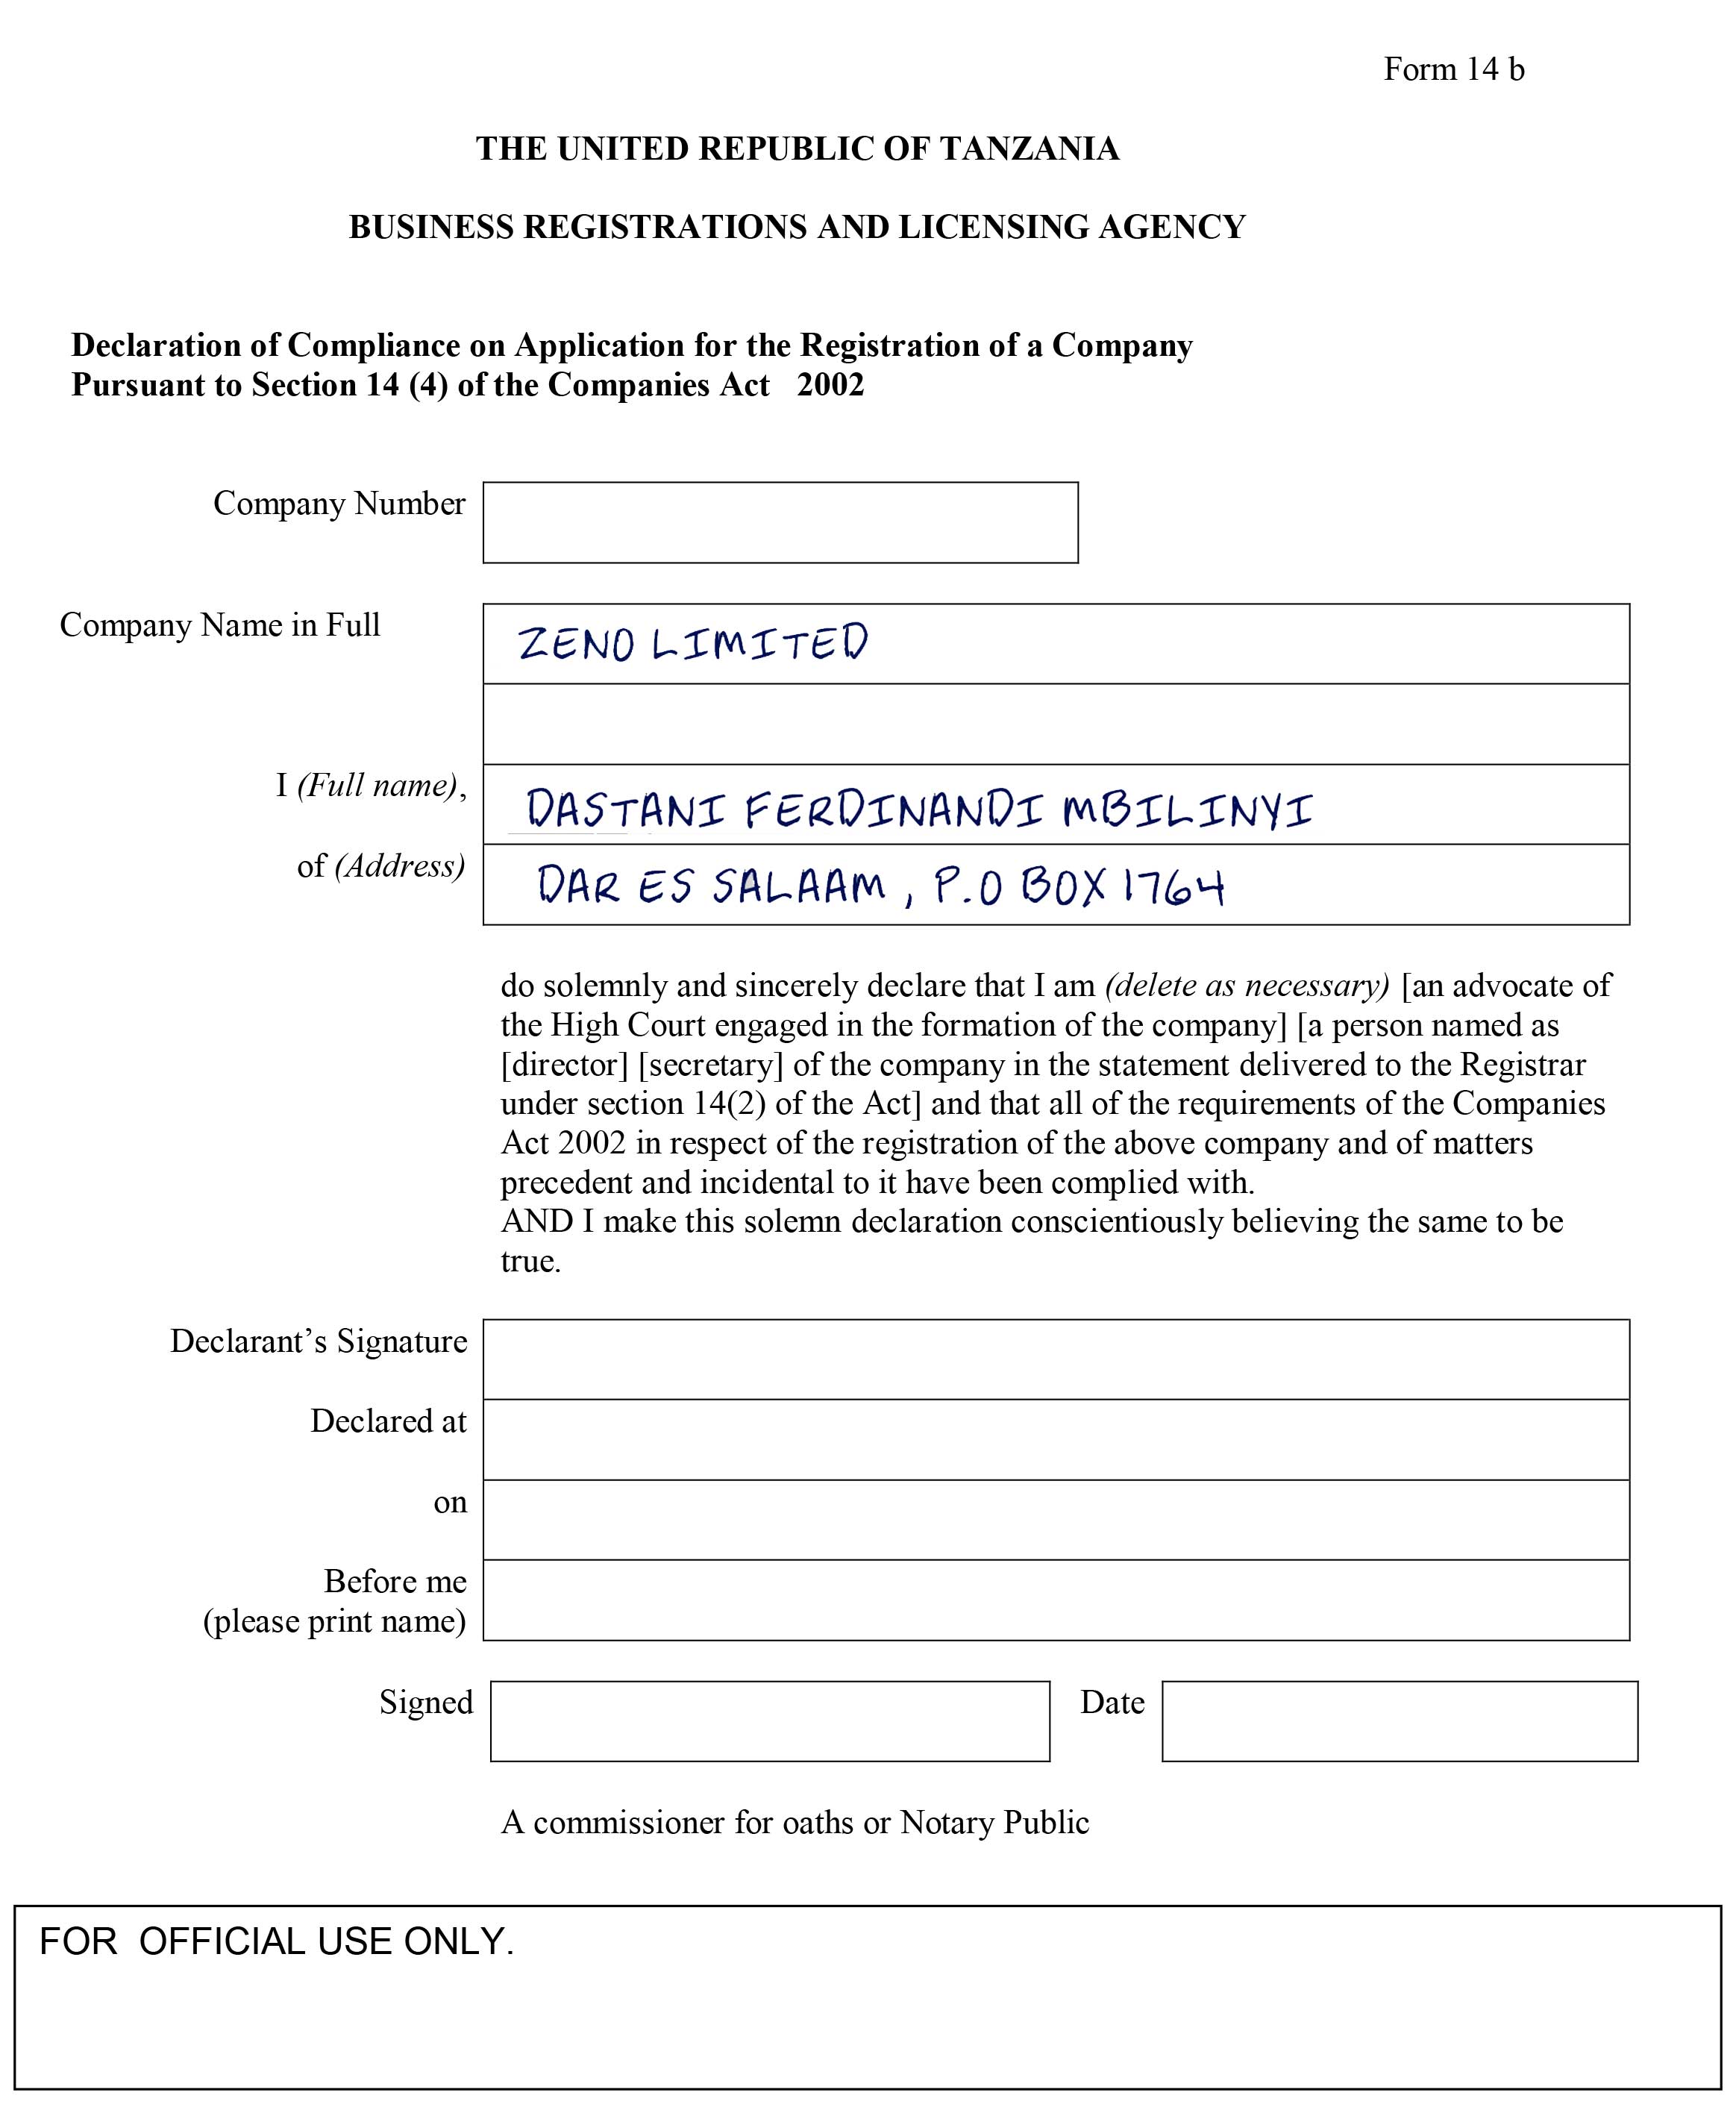 Form 14 b
THE UNITED REPUBLIC OF TANZANIA
BUSINESS REGISTRATIONS AND LICENSING AGENCY
Declaration of Compliance on Application for the Registration of a Company
Pursuant to Section 14 (4) of the Companies Act 2002
Company Number
Company Name in Full
ZENO LIMITED
I (Full name),
DASTANI FERDINANDI MBILINYI
of (Address)
DAR ES SALAAM, P.O BOX 1764
do solemnly and sincerely declare that I am (delete as necessary) [an advocate of
the High Court engaged in the formation of the company] [a person named as
[director] [secretary] of the company in the statement delivered to the Registrar
under section 14(2) of the Act] and that all of the requirements of the Companies
Act 2002 in respect of the registration of the above company and of matters
precedent and incidental to it have been complied with.
AND I make this solemn declaration conscientiously believing the same to be
true.
Declarant’s Signature
Declared at
on
Before me
(please print name)
Signed
Date
A commissioner for oaths or Notary Public
FOR OFFICIAL USE ONLY.